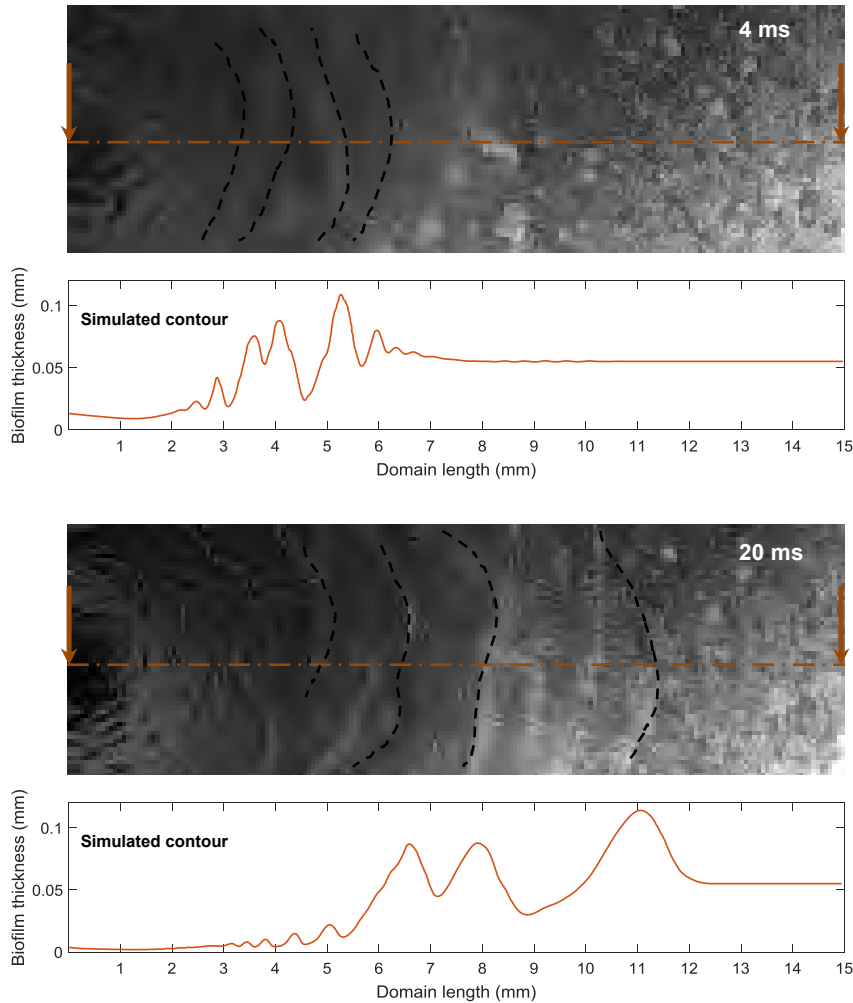 4 ms
Biofilm thickness (mm)
0.1
0.05
0
Simulated contour
1 2 3 4 5 6 7 8 9 10 11 12 13 14 15
Domain length (mm)
20 ms
Biofilm thickness (mm)
0.1
0.05
0
Simulated contour
1 2 3 4 5 6 7 8 9 10 11 12 13 14 15
Domain length (mm)